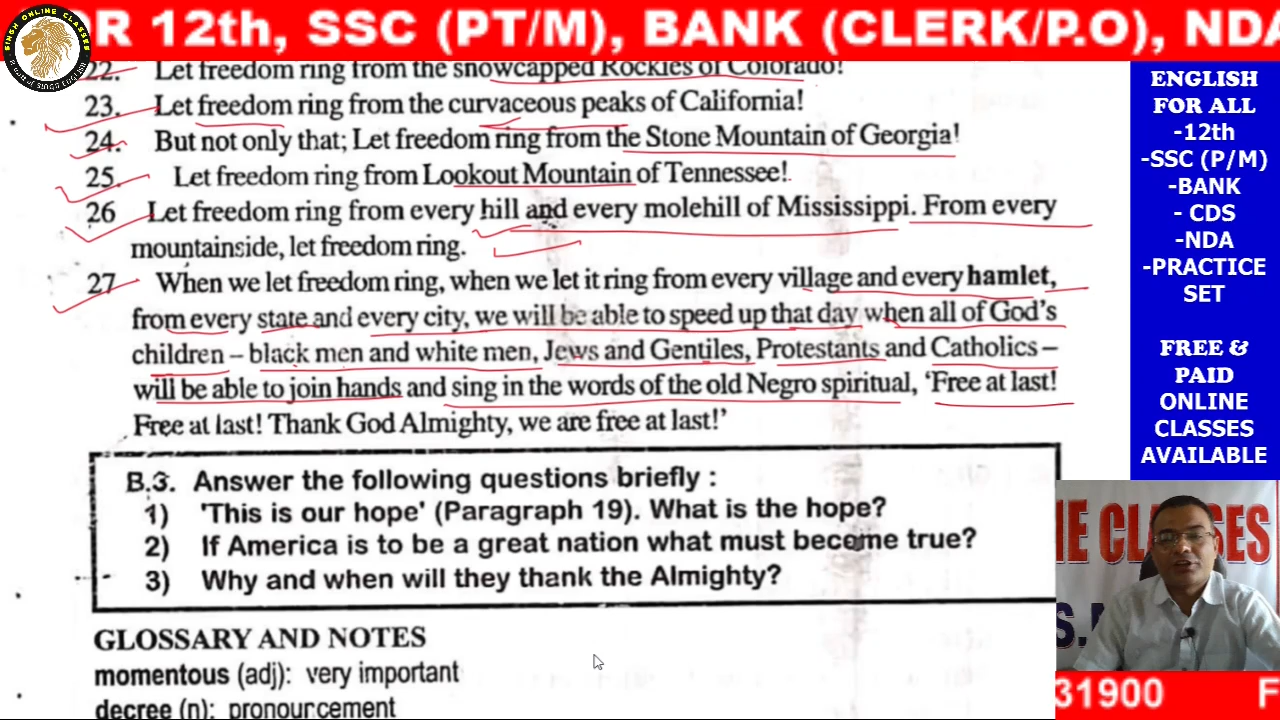 R 12th, SSC (PT/M), BANK (CLERK/P.O), NDA
SINGH ONLINE CLASSES
22. Let freedom ring from the snowcapped Rockies of Colorado!
23. Let freedom ring from the curvaceous peaks of California!
24. But not only that; Let freedom ring from the Stone Mountain of Georgia!
25. Let freedom ring from Lookout Mountain of Tennessee!
26 Let freedom ring from every hill and every molehill of Mississippi. From every
mountainside, let freedom ring.
27 When we let freedom ring, when we let it ring from every village and every hamlet,
from every state and every city, we will be able to speed up that day when all of God's
children – black men and white men, Jews and Gentiles, Protestants and Catholics –
will be able to join hands and sing in the words of the old Negro spiritual, 'Free at last!
Free at last! Thank God Almighty, we are free at last!'
B.3. Answer the following questions briefly :
1) 'This is our hope' (Paragraph 19). What is the hope?
2) If America is to be a great nation what must become true?
3) Why and when will they thank the Almighty?
GLOSSARY AND NOTES
momentous (adj): very important
decree (n): pronouncement
ENGLISH
FOR ALL
-12th
-SSC (P/M)
-BANK
- CDS
-NDA
-PRACTICE
SET
FREE &
PAID
ONLINE
CLASSES
AVAILABLE
NE CLASSES
S.
31900 F